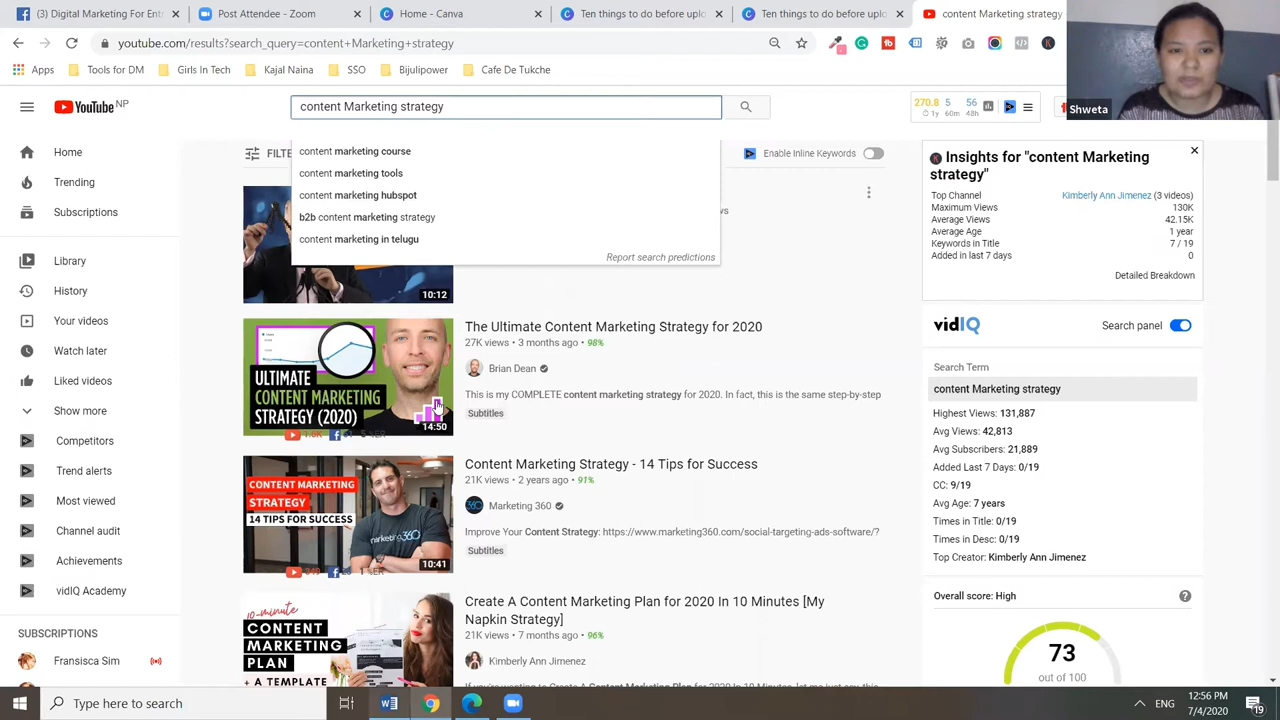 (3) Digital Marketing for Entr
Attendee - Zoom
Canva
Ten reports to do before uplo
Ten reports to do before uplo
content Marketing strategy
youtube.com/results?search_query=content+Marketing+strategy
Apps
Tools for DM
Girls In Tech
Kajal Naina
SSO
Bijulipower
Cafe De Tukche
Shweta
YouTube NP
content Marketing strategy
270.8 5 56
1y 60m 48h
content marketing course
content marketing tools
content marketing hubspot
b2b content marketing strategy
content marketing in telugu
Report search predictions
FILTE
Enable Inline Keywords
ws
10:12
Home
Trending
Subscriptions
Library
History
Your videos
Watch later
Liked videos
Show more
Competitors
Trend alerts
Most viewed
Channel audit
Achievements
vidIQ Academy
SUBSCRIPTIONS
ULTIMATE
CONTENT MARKETING
STRATEGY (2020)
14:50
The Ultimate Content Marketing Strategy for 2020
27K views • 3 months ago • 98%
Brian Dean
This is my COMPLETE content marketing strategy for 2020. In fact, this is the same step-by-step
Subtitles
CONTENT MARKETING
STRATEGY
14 TIPS FOR SUCCESS
marketing360
10:41
Content Marketing Strategy - 14 Tips for Success
21K views • 2 years ago • 91%
Marketing 360
Improve Your Content Strategy: https://www.marketing360.com/social-targeting-ads-software/?
Subtitles
10-minute
CONTENT
MARKETING
PLAN
+ A TEMPLATE
Create A Content Marketing Plan for 2020 In 10 Minutes [My
Napkin Strategy]
21K views • 7 months ago • 96%
Kimberly Ann Jimenez
Insights for "content Marketing
strategy"
Top Channel Kimberly Ann Jimenez (3 videos)
Maximum Views 130K
Average Views 42.15K
Average Age 1 year
Keywords in Title 7 / 19
Added in last 7 days 0
Detailed Breakdown
vidIQ
Search panel
Search Term
content Marketing strategy
Highest Views: 131,887
Avg Views: 42,813
Avg Subscribers: 21,889
Added Last 7 Days: 0/19
CC: 9/19
Avg Age: 7 years
Times in Title: 0/19
Times in Desc: 0/19
Top Creator: Kimberly Ann Jimenez
Overall score: High
73
out of 100
Type here to search
ENG
12:56 PM
7/4/2020
19